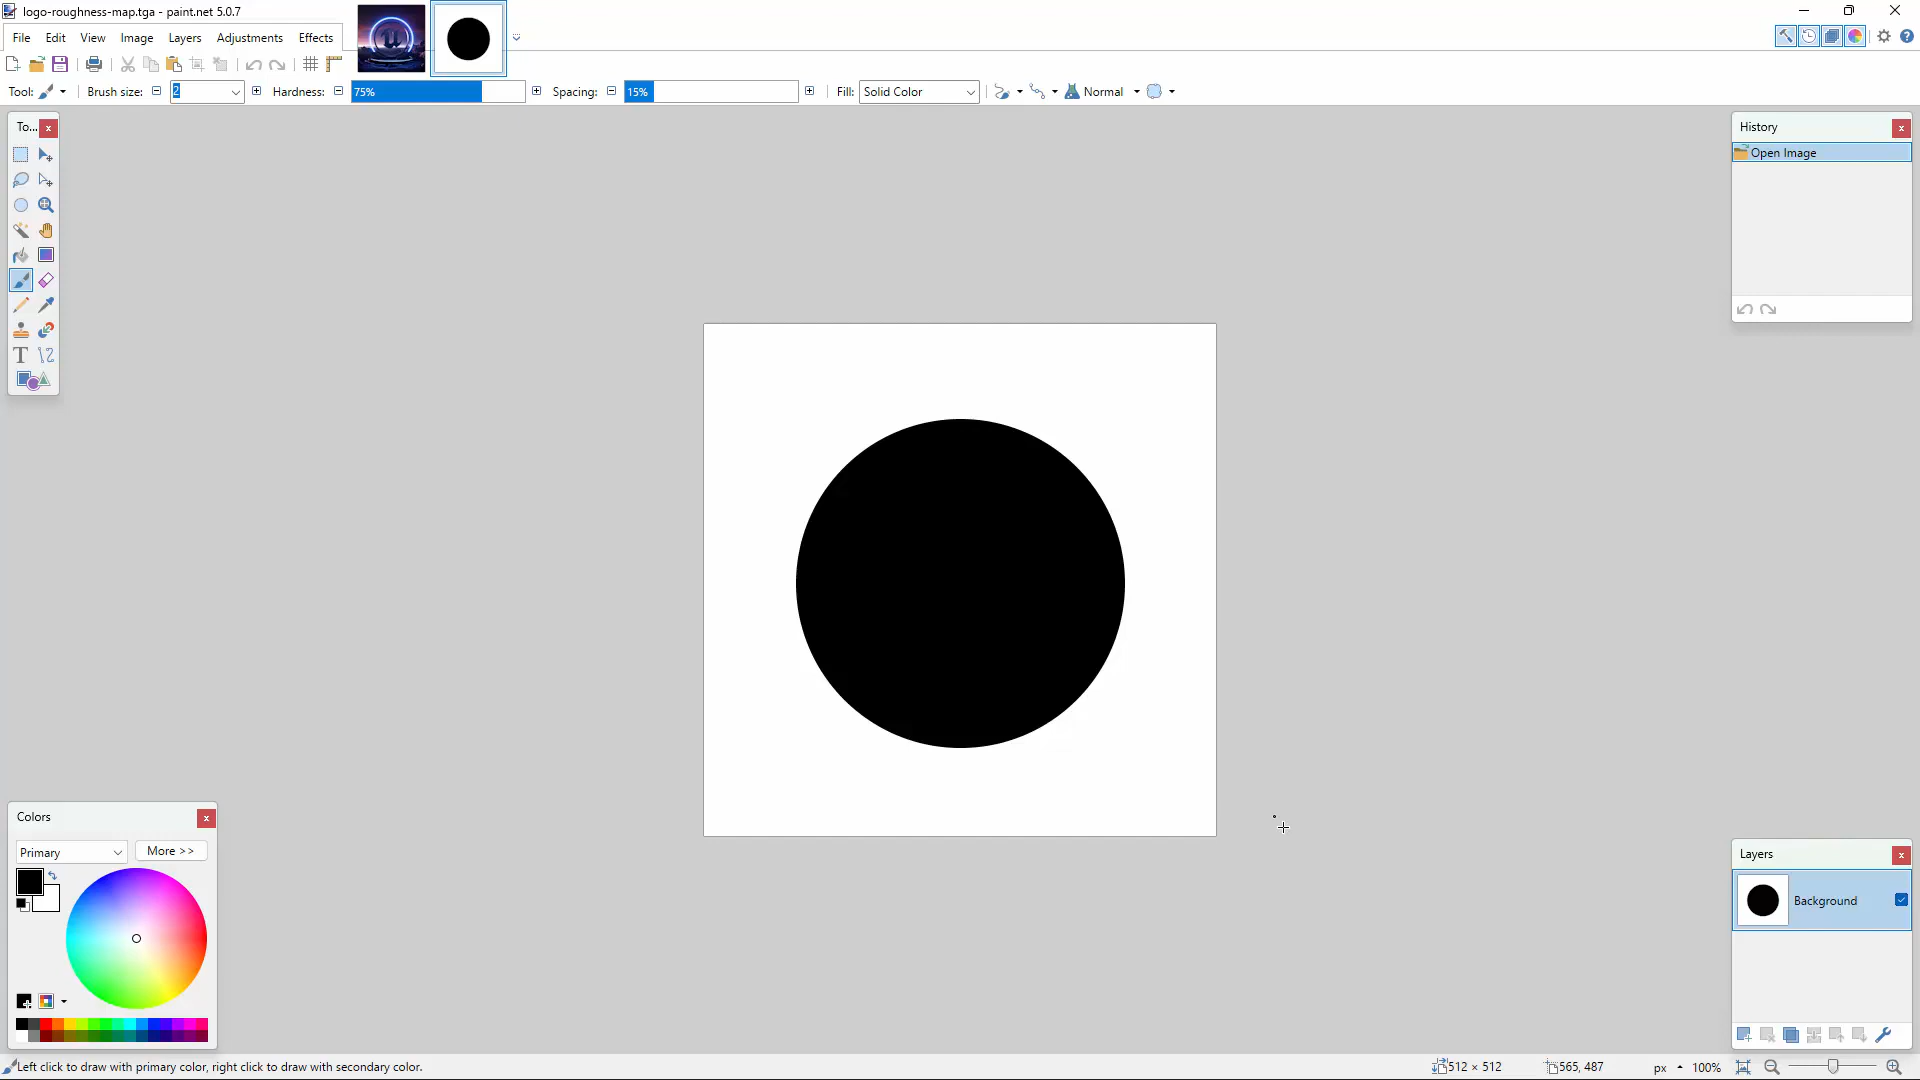 logo-roughness-map.tga - paint.net 5.0.7
File Edit View Image Layers Adjustments Effects
Tool: Brush size: 2 Hardness: 75% Spacing: 15% Fill: Solid Color Normal
To...
History
Open Image
Colors
Primary More >>
Layers
Background
Left click to draw with primary color, right click to draw with secondary color. 512 × 512 565, 487 px 100%